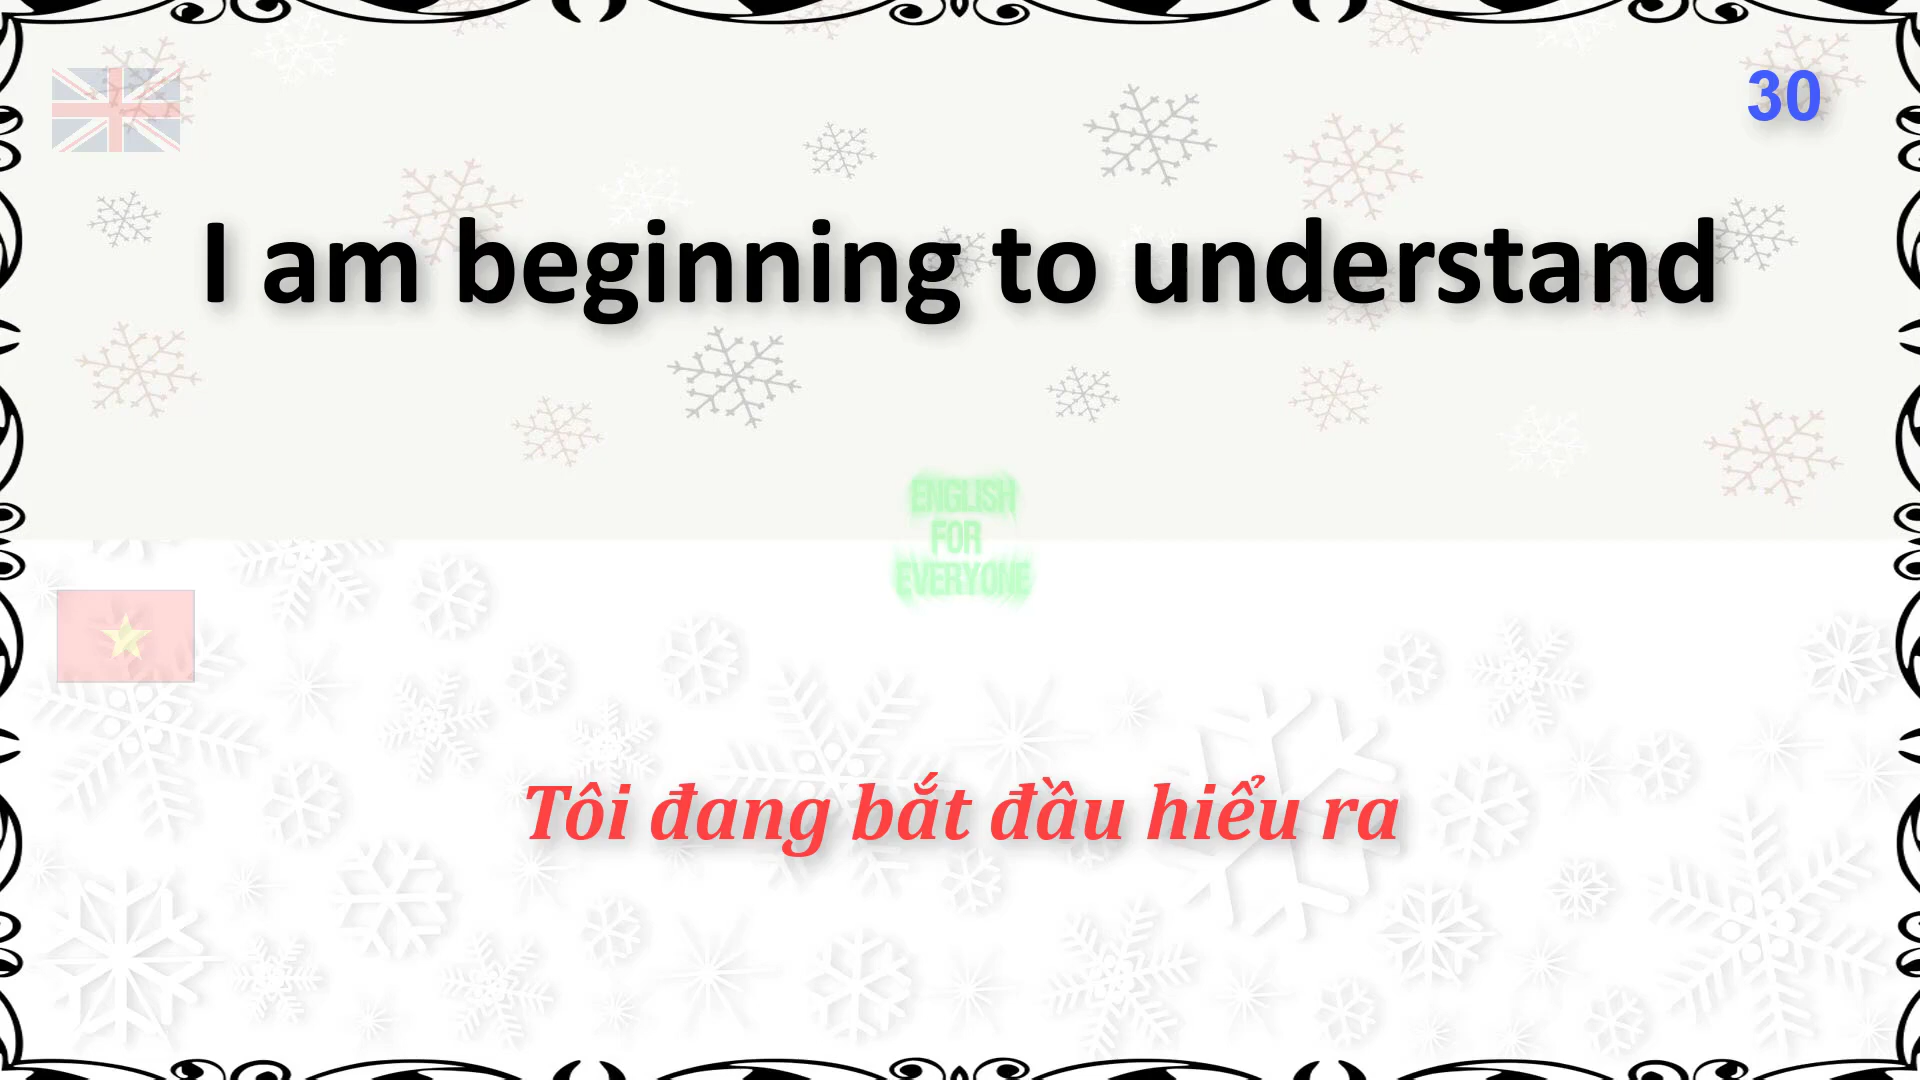 30
I am beginning to understand
ENGLISH
FOR
EVERYONE
Tôi đang bắt đầu hiểu ra